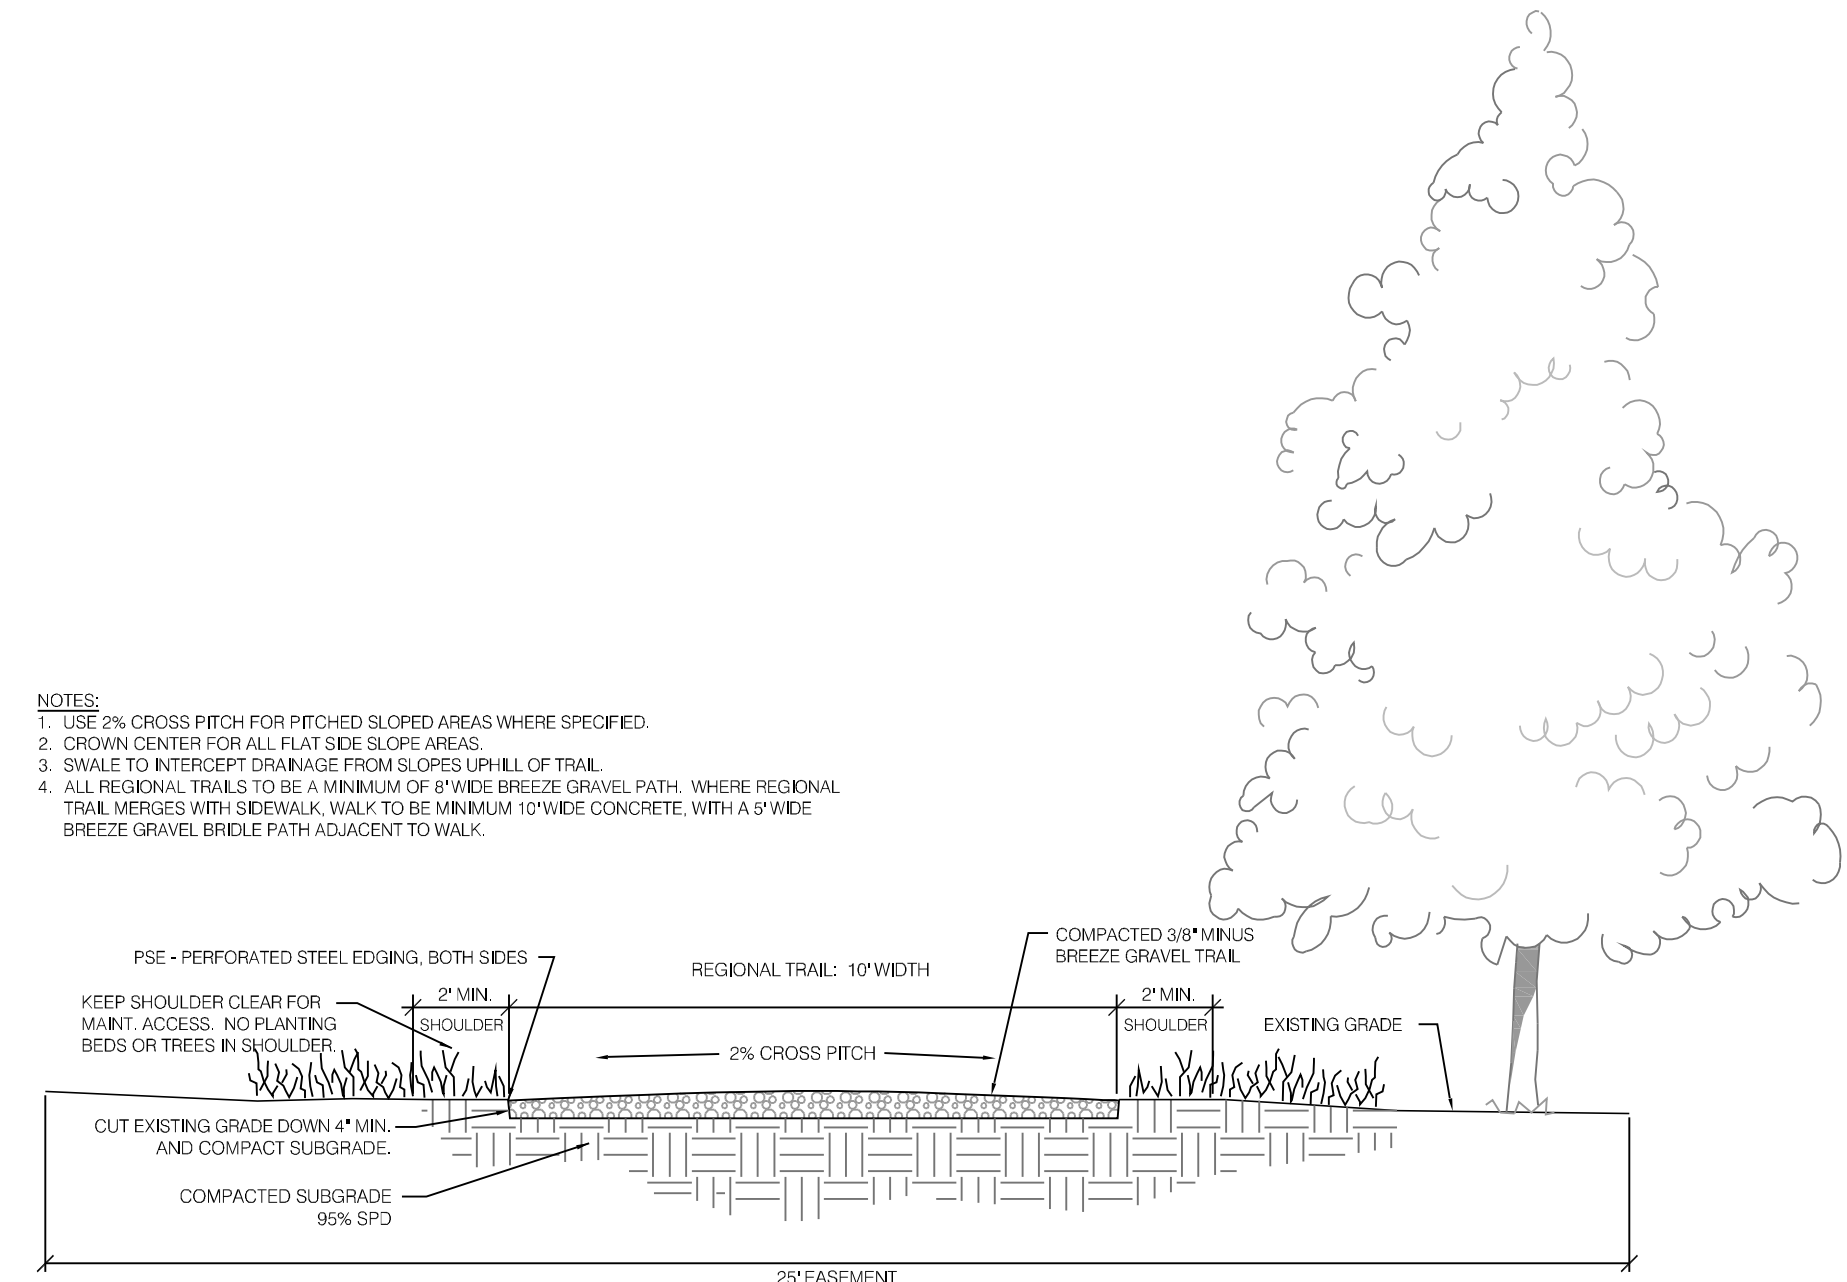 NOTES:
1. USE 2% CROSS PITCH FOR PITCHED SLOPED AREAS WHERE SPECIFIED.
2. CROWN CENTER FOR ALL FLAT SIDE SLOPE AREAS.
3. SWALE TO INTERCEPT DRAINAGE FROM SLOPES UPHILL OF TRAIL.
4. ALL REGIONAL TRAILS TO BE A MINIMUM OF 8' WIDE BREEZE GRAVEL PATH. WHERE REGIONAL
TRAIL MERGES WITH SIDEWALK, WALK TO BE MINIMUM 10' WIDE CONCRETE, WITH A 5' WIDE
BREEZE GRAVEL BRIDLE PATH ADJACENT TO WALK.
PSE - PERFORATED STEEL EDGING, BOTH SIDES
REGIONAL TRAIL: 10' WIDTH
COMPACTED 3/8" MINUS
BREEZE GRAVEL TRAIL
KEEP SHOULDER CLEAR FOR
MAINT. ACCESS. NO PLANTING
BEDS OR TREES IN SHOULDER.
2' MIN.
SHOULDER
2' MIN.
SHOULDER
EXISTING GRADE
2% CROSS PITCH
CUT EXISTING GRADE DOWN 4" MIN.
AND COMPACT SUBGRADE.
COMPACTED SUBGRADE
95% SPD
25' EASEMENT